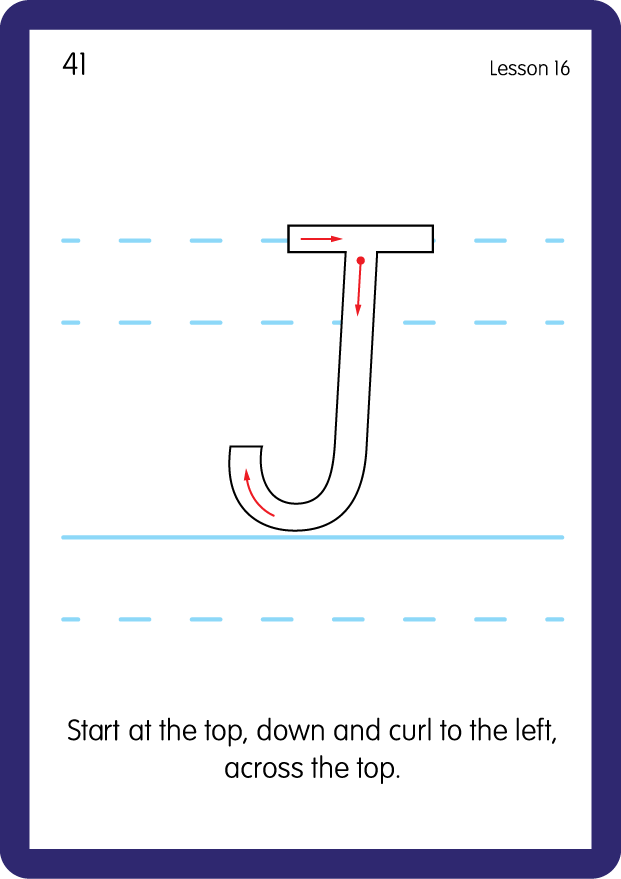 41
Lesson 16
J
Start at the top, down and curl to the left,
across the top.